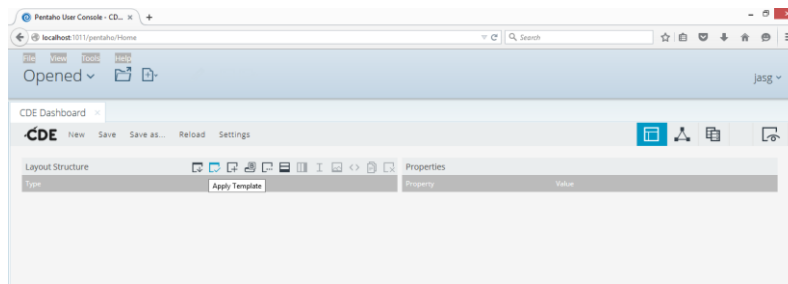 Pentaho User Console - CD... × +
localhost:1011/pentaho/Home
Search
File View Tools Help
Opened
jasg
CDE Dashboard ×
CDE New Save Save as... Reload Settings
Layout Structure
Properties
Type
Property Value
Apply Template